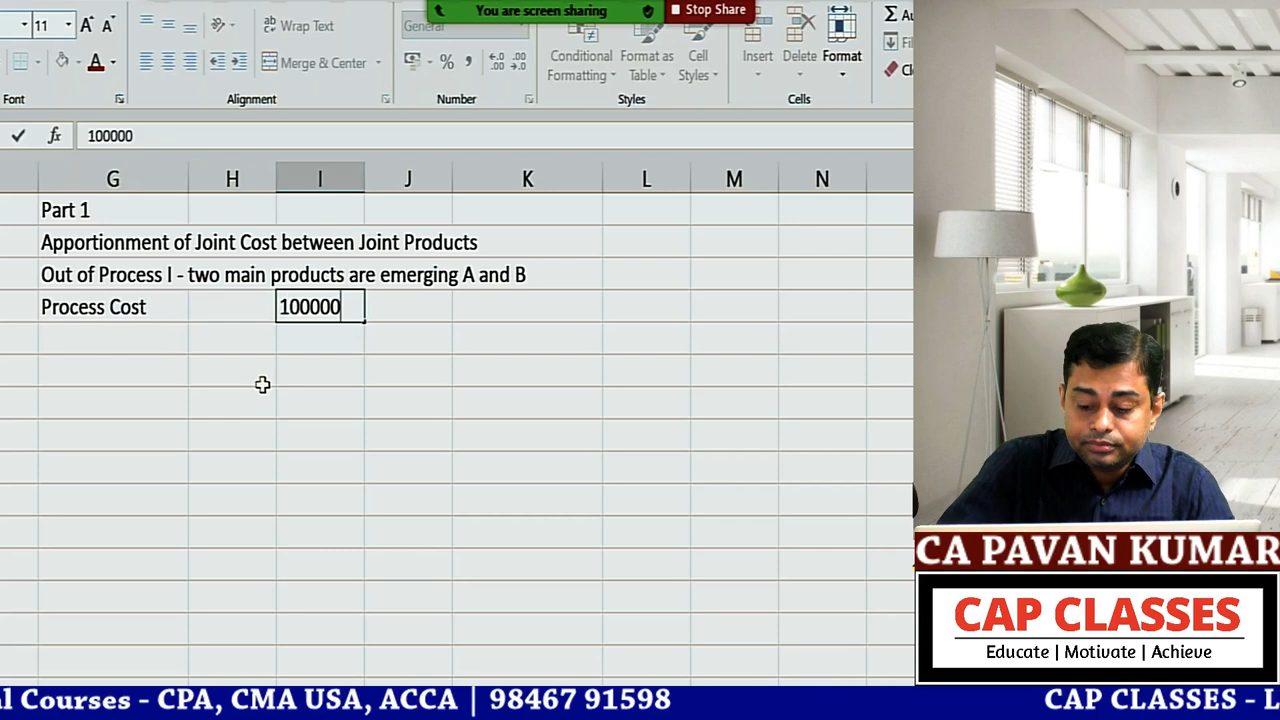 You are screen sharing
Stop Share
11
A A
Wrap Text
General
Au
A
Merge & Center
%
Conditional Formatting
Format as Table
Cell Styles
Insert
Delete
Format
Font
Alignment
Number
Styles
Cells
fx
100000
G H I J K L M N
Part 1
Apportionment of Joint Cost between Joint Products
Out of Process I - two main products are emerging A and B
Process Cost 100000
CA PAVAN KUMAR
CAP CLASSES
Educate | Motivate | Achieve
al Courses - CPA, CMA USA, ACCA | 98467 91598
CAP CLASSES - L